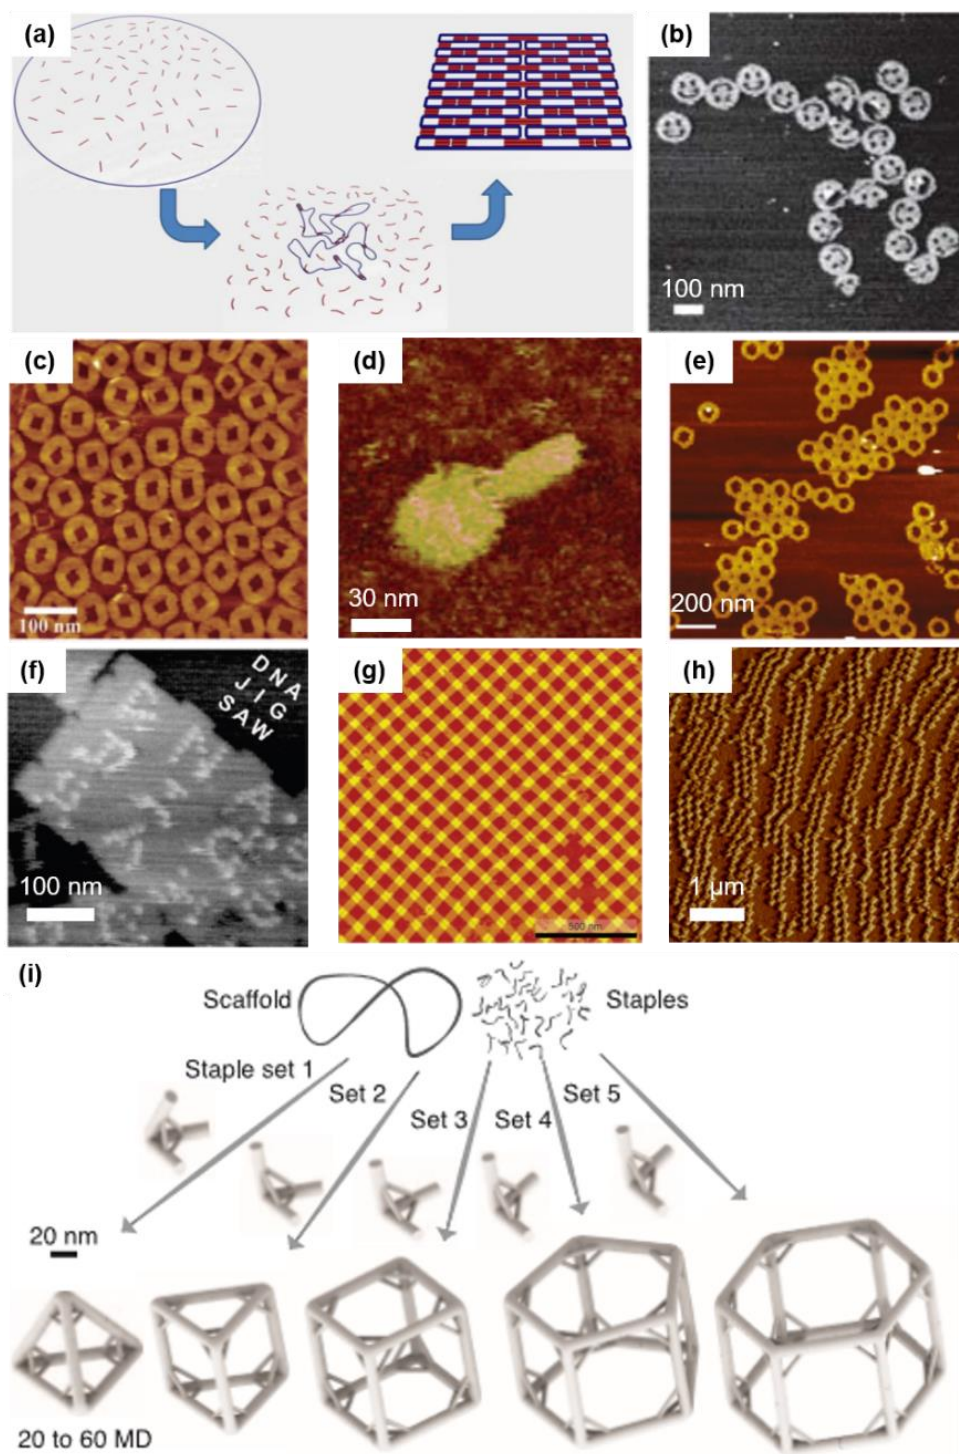 (a)
(b)
100 nm
(c)
100 nm
(d)
30 nm
(e)
200 nm
(f)
DNA
JIG
SAW
100 nm
(g)
500 nm
(h)
1 µm
(i)
Scaffold
Staples
Staple set 1
Set 2
Set 3
Set 4
Set 5
20 nm
20 to 60 MD